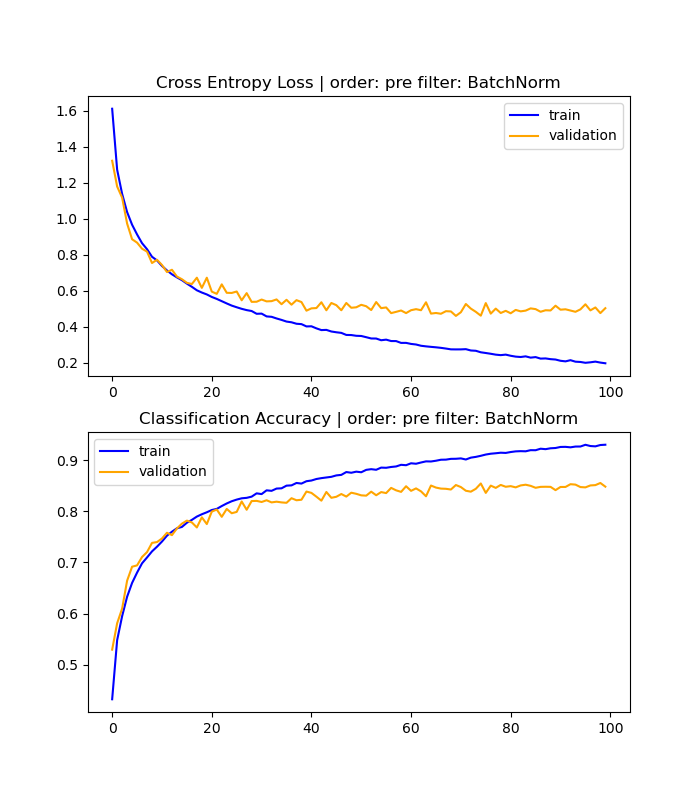 Cross Entropy Loss | order: pre filter: BatchNorm
1.6
1.4
1.2
1.0
0.8
0.6
0.4
0.2
train
validation
0 20 40 60 80 100
Classification Accuracy | order: pre filter: BatchNorm
0.9
0.8
0.7
0.6
0.5
train
validation
0 20 40 60 80 100